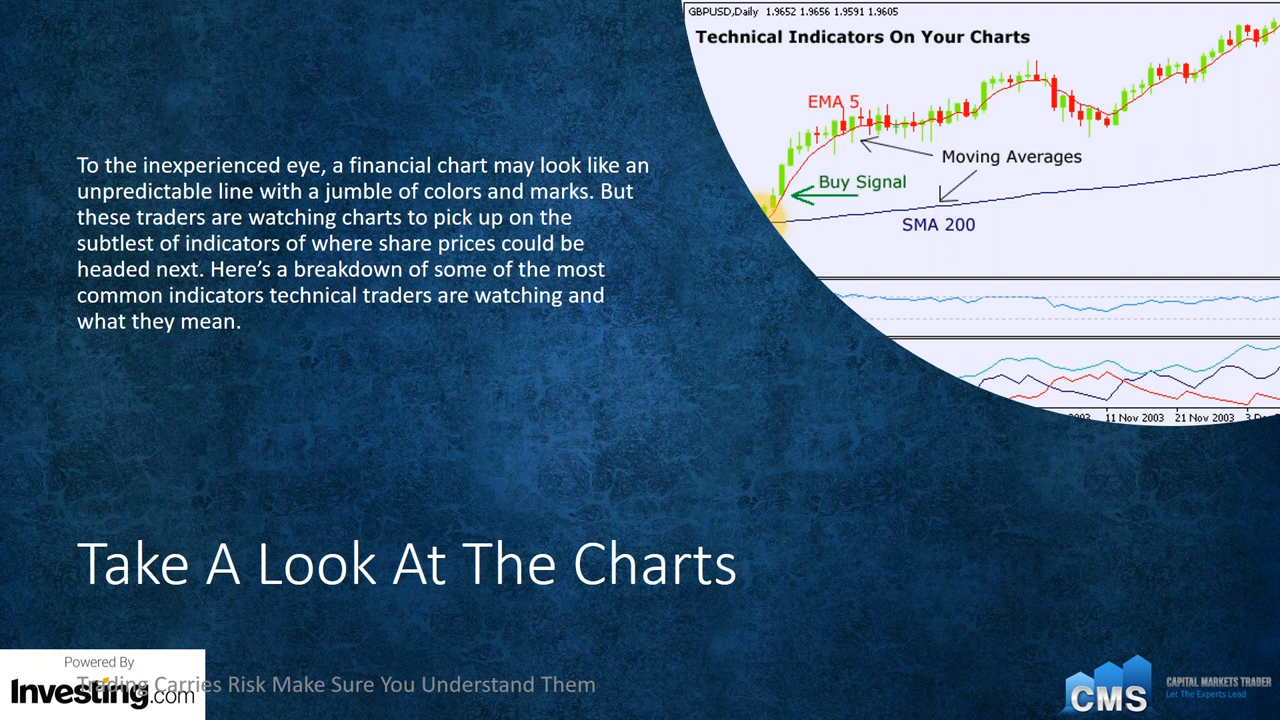 GBPUSD,Daily 1.9652 1.9656 1.9591 1.9605
Technical Indicators On Your Charts
EMA 5
Moving Averages
Buy Signal
SMA 200
2003 11 Nov 2003 21 Nov 2003 3
To the inexperienced eye, a financial chart may look like an
unpredictable line with a jumble of colors and marks. But
these traders are watching charts to pick up on the
subtlest of indicators of where share prices could be
headed next. Here’s a breakdown of some of the most
common indicators technical traders are watching and
what they mean.
Take A Look At The Charts
Powered By
Investing.com
Trading Carries Risk Make Sure You Understand Them
CMS
CAPITAL MARKETS TRADER
Let The Experts Lead